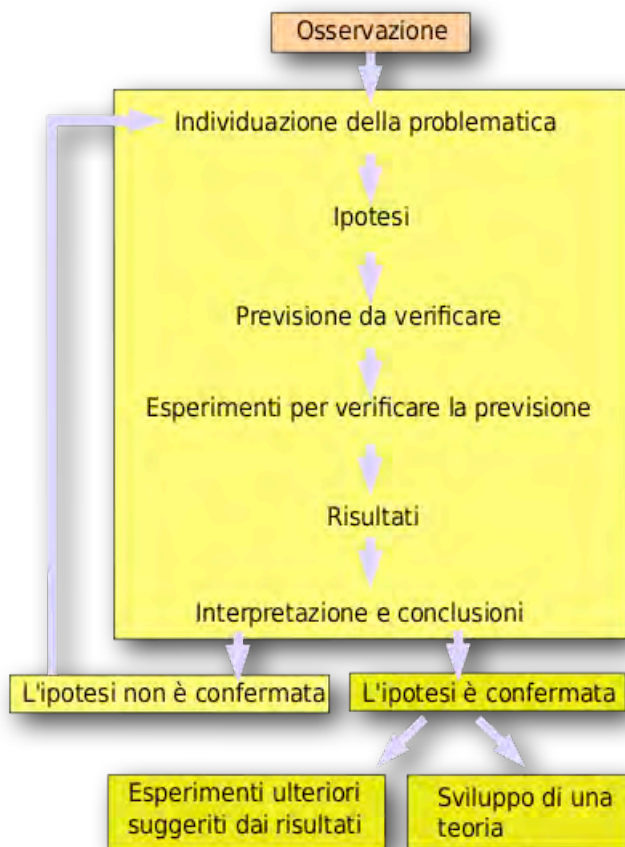 Osservazione
Individuazione della problematica
Ipotesi
Previsione da verificare
Esperimenti per verificare la previsione
Risultati
Interpretazione e conclusioni
L'ipotesi non è confermata
L'ipotesi è confermata
Esperimenti ulteriori
suggeriti dai risultati
Sviluppo di una
teoria